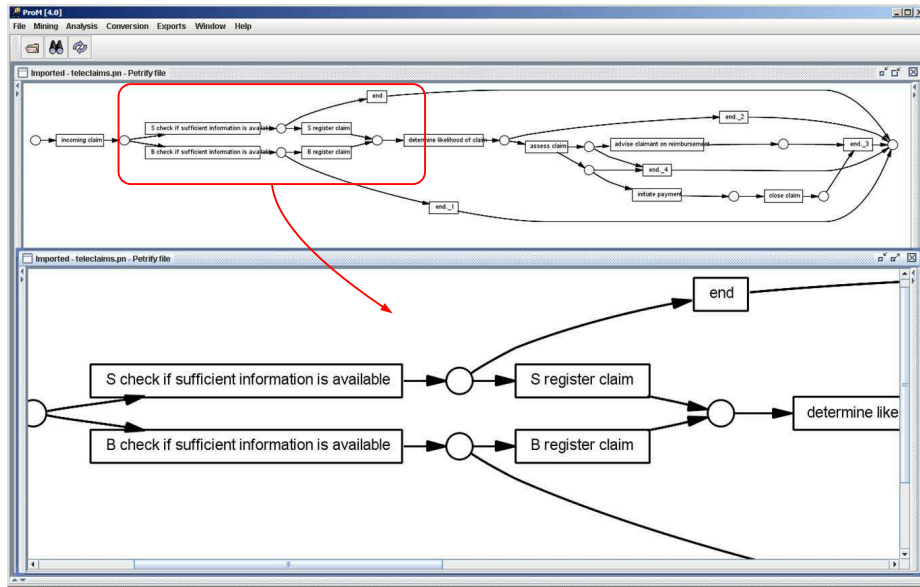 ProM [4.0]
File Mining Analysis Conversion Exports Window Help
Imported - teleclaims.pn - Petrify file
end
end._2
S check if sufficient information is availabl
S register claim
incoming claim
determine likelihood of claim
advise claimant on reimbursement
end._3
assess claim
B check if sufficient information is availabl
B register claim
end._4
initiate payment
close claim
end._1
Imported - teleclaims.pn - Petrify file
end
S check if sufficient information is available
S register claim
determine like
B check if sufficient information is available
B register claim